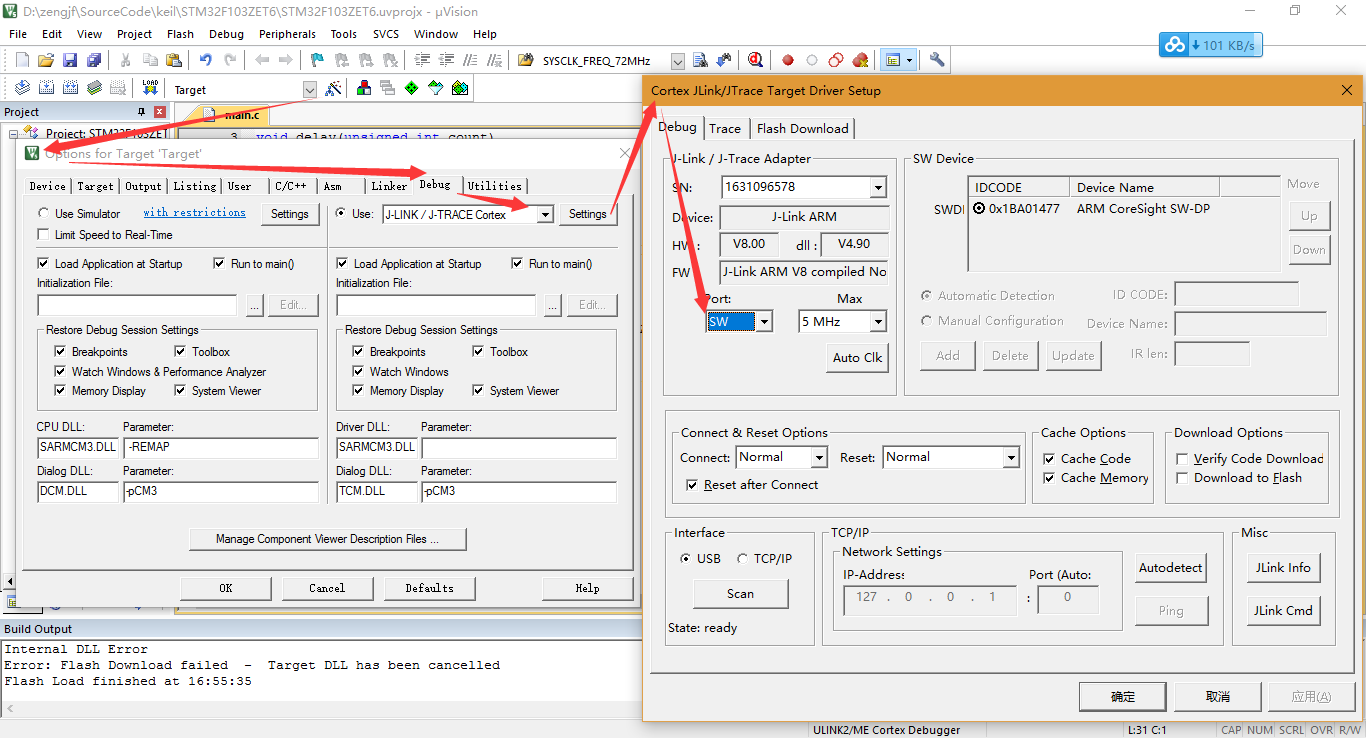 D:\zengjf\SourceCode\keil\STM32F103ZET6\STM32F103ZET6.uvprojx - µVision
File Edit View Project Flash Debug Peripherals Tools SVCS Window Help
SYSCLK_FREQ_72MHz
101 KB/s
LOAD
Target
Project
main.c
Project: STM32F103ZET
3 void delay(unsigned int count)
Options for Target 'Target'
Device Target Output Listing User C/C++ Asm Linker Debug Utilities
Use Simulator with restrictions Settings
Use: J-LINK / J-TRACE Cortex Settings
Limit Speed to Real-Time
Load Application at Startup Run to main()
Load Application at Startup Run to main()
Initialization File:
Initialization File:
... Edit...
... Edit...
Restore Debug Session Settings
Breakpoints Toolbox
Watch Windows & Performance Analyzer
Memory Display System Viewer
Restore Debug Session Settings
Breakpoints Toolbox
Watch Windows
Memory Display System Viewer
CPU DLL: Parameter:
SARMCM3.DLL -REMAP
Dialog DLL: Parameter:
DCM.DLL -pCM3
Driver DLL: Parameter:
SARMCM3.DLL
Dialog DLL: Parameter:
TCM.DLL -pCM3
Manage Component Viewer Description Files ...
OK Cancel Defaults Help
Build Output
Internal DLL Error
Error: Flash Download failed - Target DLL has been cancelled
Flash Load finished at 16:55:35
Cortex JLink/JTrace Target Driver Setup
Debug Trace Flash Download
J-Link / J-Trace Adapter
SN: 1631096578
Device: J-Link ARM
HW : V8.00 dll : V4.90
FW J-Link ARM V8 compiled No
Port: Max
SW 5 MHz
Auto Clk
SW Device
IDCODE Device Name
SWDI 0x1BA01477 ARM CoreSight SW-DP
Move
Up
Down
Automatic Detection ID CODE:
Manual Configuration Device Name:
Add Delete Update IR len:
Connect & Reset Options
Connect: Normal Reset: Normal
Reset after Connect
Cache Options
Cache Code
Cache Memory
Download Options
Verify Code Download
Download to Flash
Interface
USB TCP/IP
Scan
State: ready
TCP/IP
Network Settings
IP-Address Port (Auto:
127 . 0 . 0 . 1 : 0
Autodetect
Ping
Misc
JLink Info
JLink Cmd
确定 取消 应用(A)
ULINK2/ME Cortex Debugger L:31 C:1 CAP NUM SCRL OVR R/W